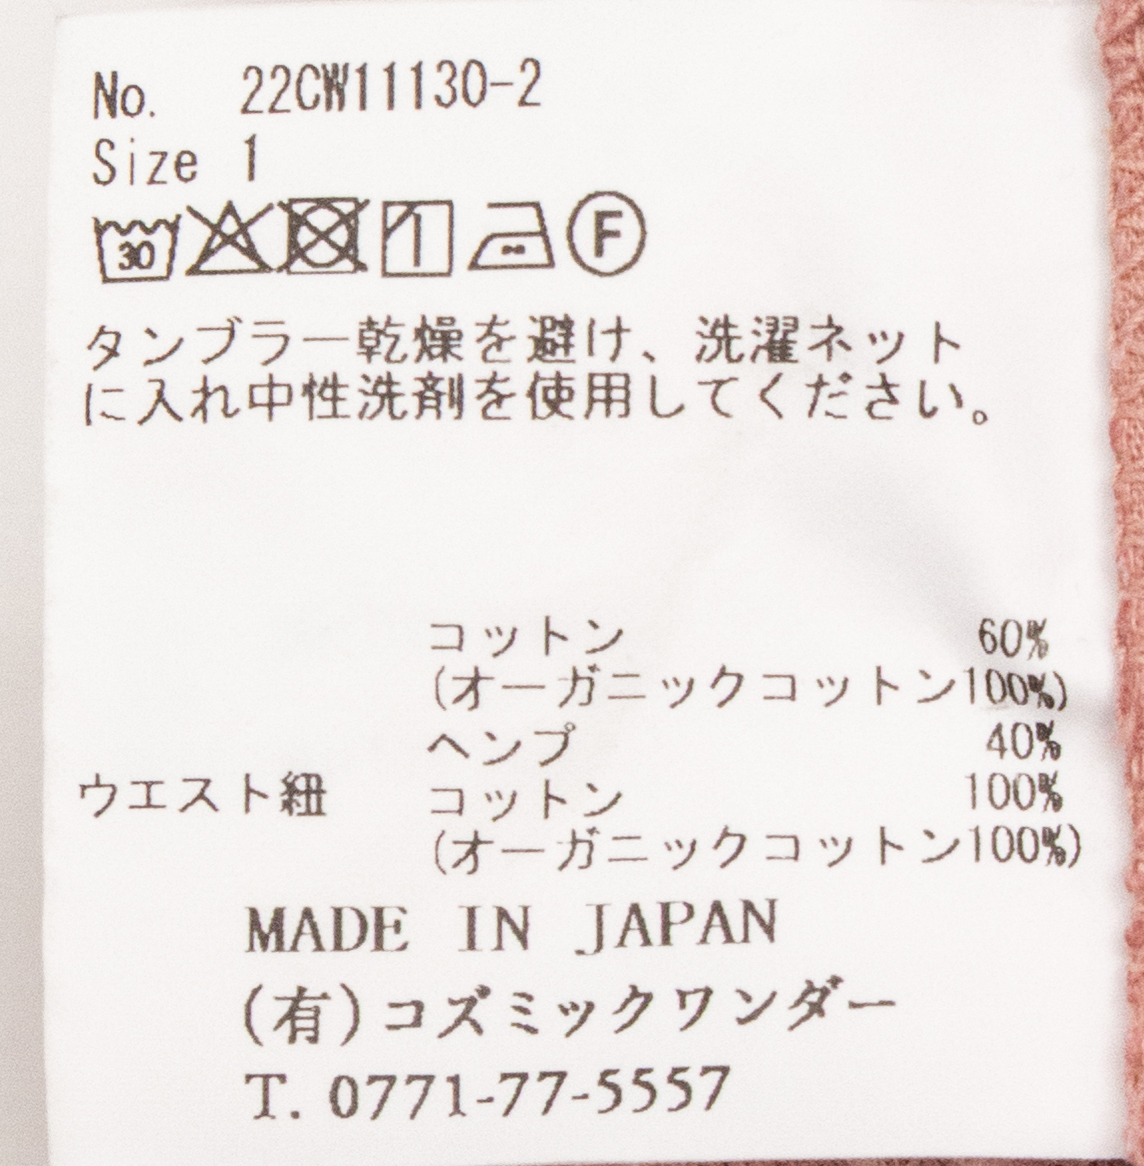 No. 22CW11130-2
Size 1
30 1 F
タンブラー乾燥を避け、洗濯ネット
に入れ中性洗剤を使用してください。
コットン 60%
(オーガニックコットン100%)
ヘンプ 40%
ウエスト紐 コットン 100%
(オーガニックコットン100%)
MADE IN JAPAN
(有)コズミックワンダー
T. 0771-77-5557